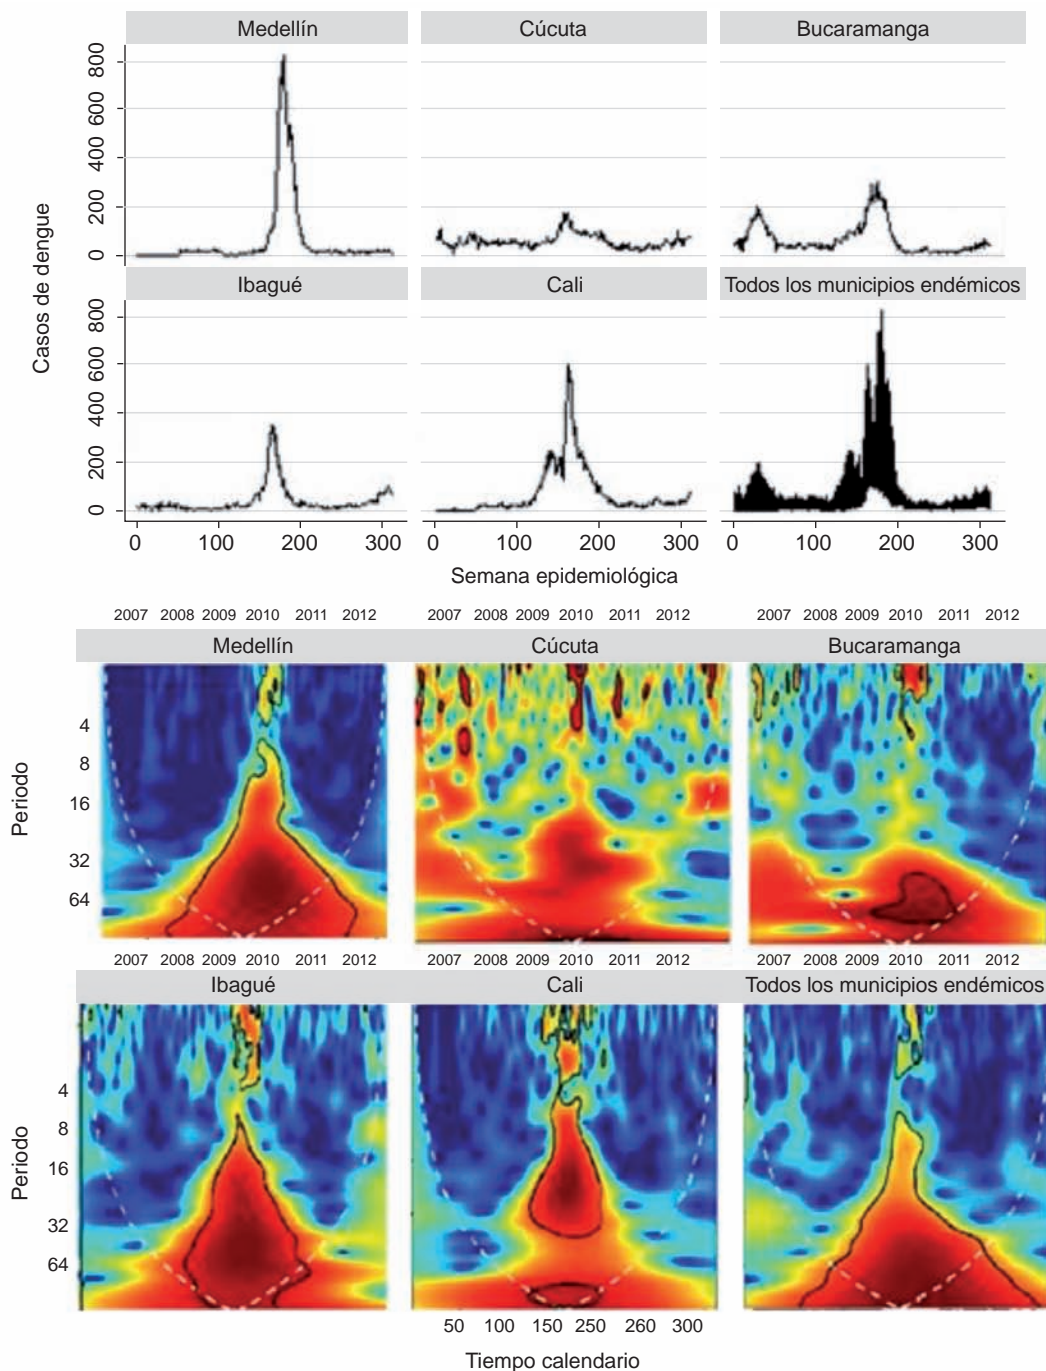 Medellín Cúcuta Bucaramanga
800
600
400
200
0
Casos de dengue
Ibagué Cali Todos los municipios endémicos
800
600
400
200
0
0 100 200 300 0 100 200 300 0 100 200 300
Semana epidemiológica
2007 2008 2009 2010 2011 2012 2007 2008 2009 2010 2011 2012 2007 2008 2009 2010 2011 2012
Medellín Cúcuta Bucaramanga
4
8
16
32
64
Periodo
2007 2008 2009 2010 2011 2012 2007 2008 2009 2010 2011 2012 2007 2008 2009 2010 2011 2012
Ibagué Cali Todos los municipios endémicos
4
8
16
32
64
Periodo
50 100 150 250 260 300
Tiempo calendario